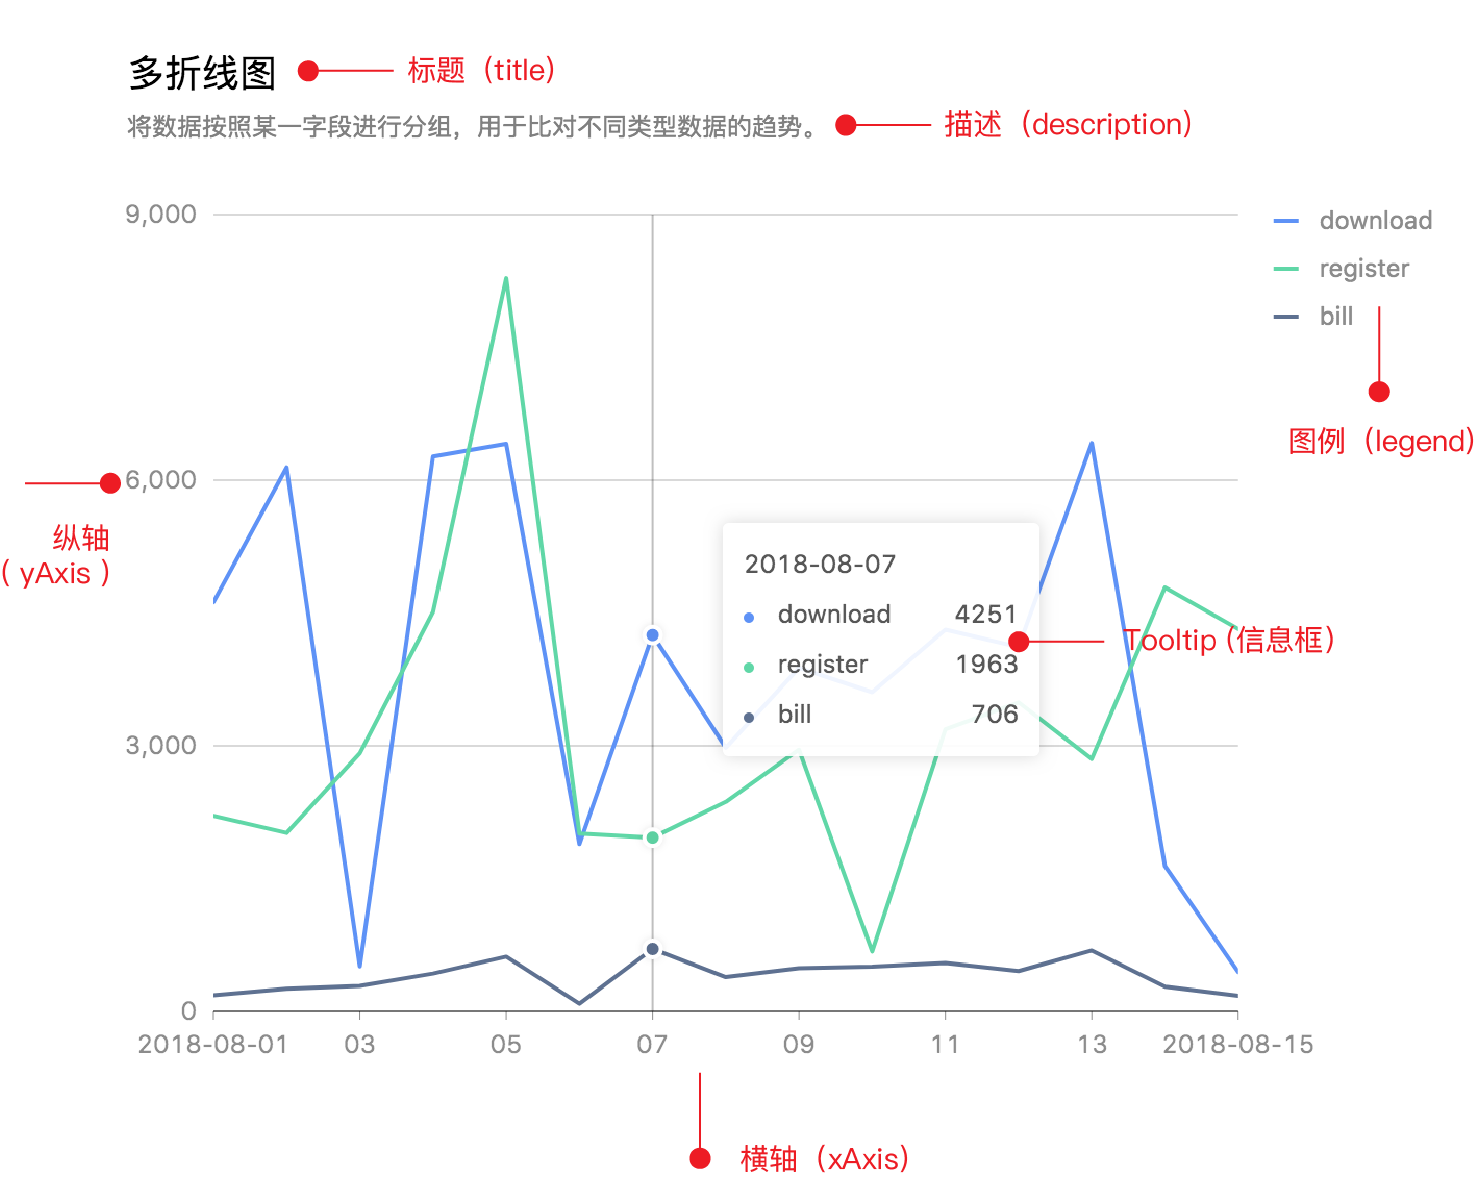 多折线图
标题（title）
将数据按照某一字段进行分组，用于比对不同类型数据的趋势。
描述（description）
9,000
download
register
bill
图例（legend）
6,000
纵轴
( yAxis )
2018-08-07
download 4251
register 1963
bill 706
Tooltip (信息框)
3,000
0
2018-08-01 03 05 07 09 11 13 2018-08-15
横轴（xAxis）